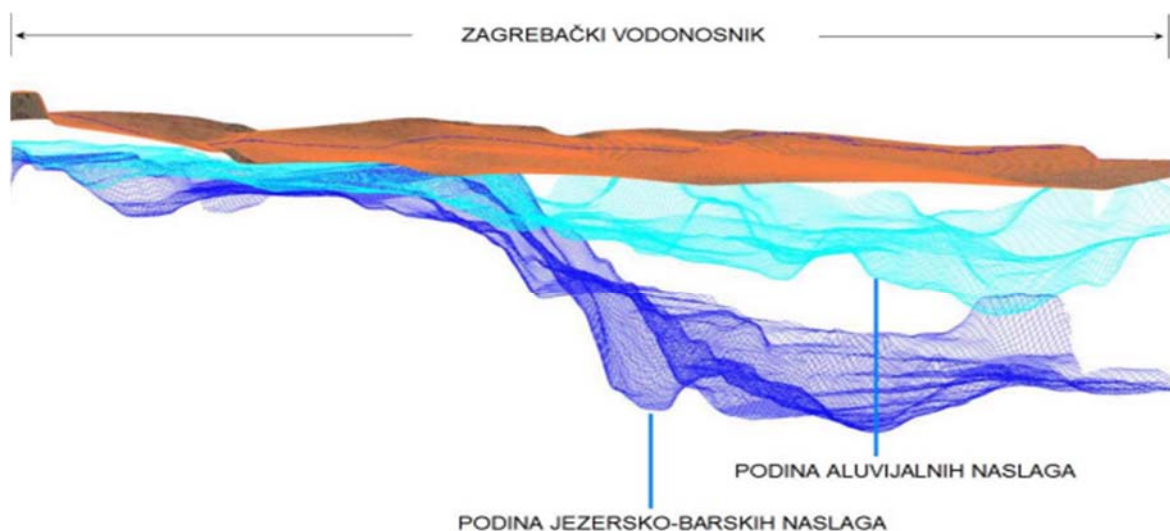 ZAGREBAČKI VODONOSNIK
PODINA ALUVIJALNIH NASLAGA
PODINA JEZERSKO-BARSKIH NASLAGA